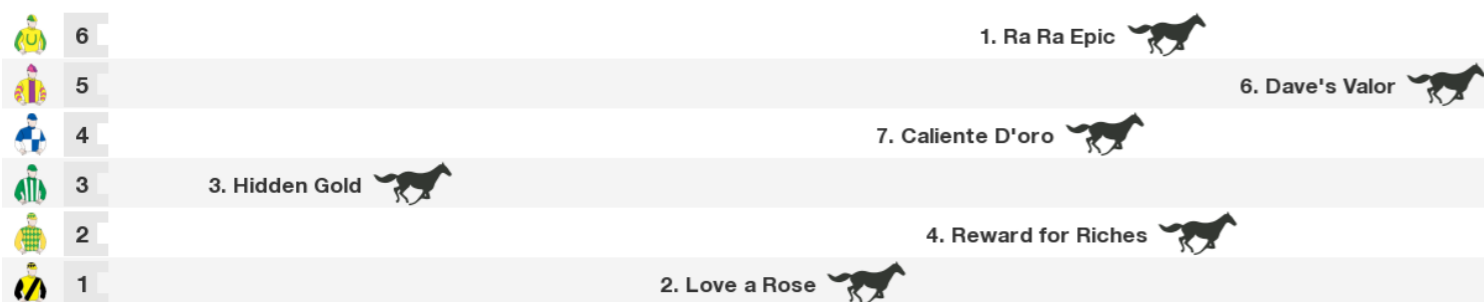 6 1. Ra Ra Epic
5 6. Dave's Valor
4 7. Caliente D'oro
3 3. Hidden Gold
2 4. Reward for Riches
1 2. Love a Rose